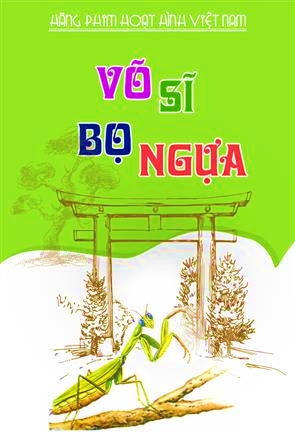 HÃNG PHIM HOẠT HÌNH VIỆT NAM
VÕ SĨ
BỌ NGỰA